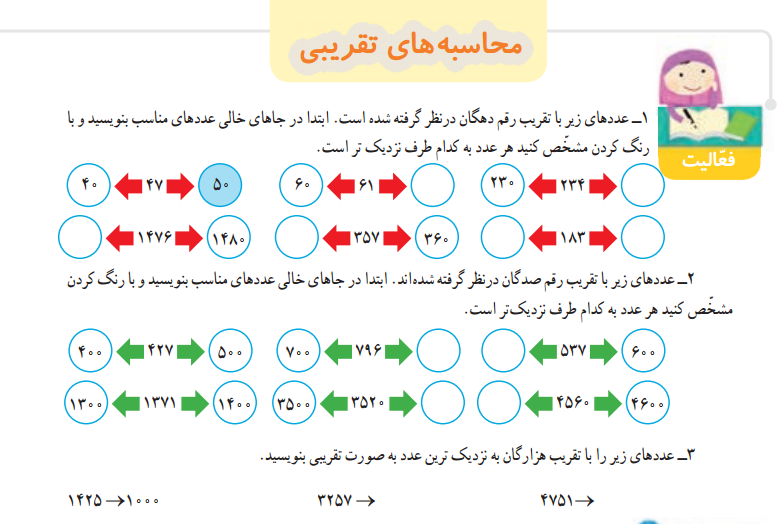 محاسبه‌های تقریبی
فعّالیت
۱ــ عددهای زیر با تقریب رقم دهگان درنظر گرفته شده است. ابتدا در جاهای خالی عددهای مناسب بنویسید و با
رنگ کردن مشخّص کنید هر عدد به کدام طرف نزدیک تر است.
۴۰ ۴۷ ۵۰ ۶۰ ۶۱ ۲۳۰ ۲۳۴
۱۴۷۶ ۱۴۸۰ ۳۵۷ ۳۶۰ ۱۸۳
۲ــ عددهای زیر با تقریب رقم صدگان درنظر گرفته شده‌اند. ابتدا در جاهای خالی عددهای مناسب بنویسید و با رنگ کردن
مشخّص کنید هر عدد به کدام طرف نزدیک‌تر است.
۴۰۰ ۴۲۷ ۵۰۰ ۷۰۰ ۷۹۶ ۵۳۷ ۶۰۰
۱۳۰۰ ۱۳۷۱ ۱۴۰۰ ۳۵۰۰ ۳۵۲۰ ۴۵۶۰ ۴۶۰۰
۳ــ عددهای زیر را با تقریب هزارگان به نزدیک ترین عدد به صورت تقریبی بنویسید.
۱۴۲۵ →۱۰۰۰ ۳۲۵۷ → ۴۷۵۱→